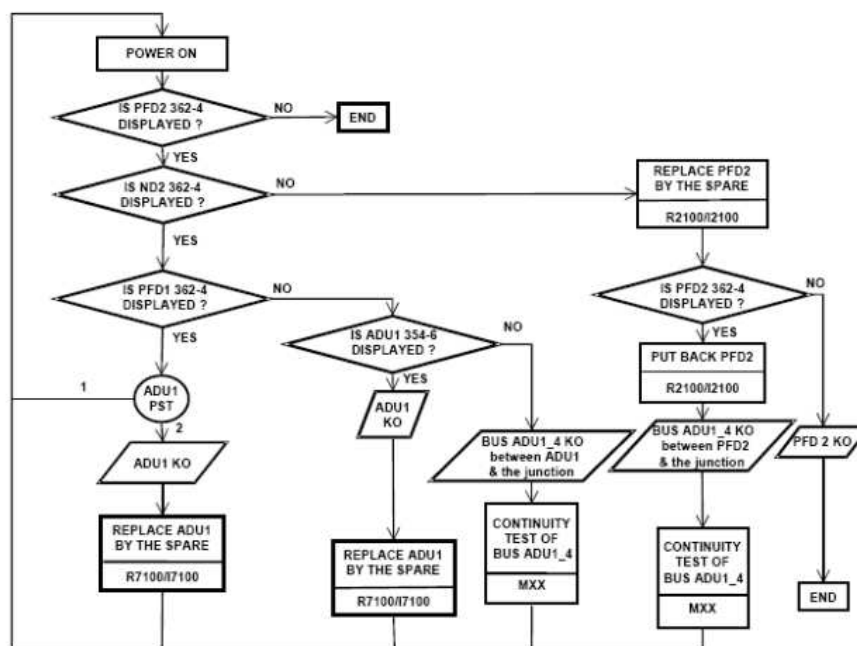 POWER ON
IS PFD2 362-4
DISPLAYED ?
NO
END
YES
IS ND2 362-4
DISPLAYED ?
NO
REPLACE PFD2
BY THE SPARE
R2100/I2100
YES
IS PFD1 362-4
DISPLAYED ?
NO
IS PFD2 362-4
DISPLAYED ?
NO
YES
IS ADU1 354-6
DISPLAYED ?
NO
YES
PUT BACK PFD2
R2100/I2100
1
ADU1
PST
2
YES
ADU1
KO
ADU1 KO
BUS ADU1_4 KO
between ADU1
& the junction
BUS ADU1_4 KO
between PFD2
& the junction
PFD 2 KO
REPLACE ADU1
BY THE SPARE
R7100/I7100
REPLACE ADU1
BY THE SPARE
R7100/I7100
CONTINUITY
TEST OF
BUS ADU1_4
MXX
CONTINUITY
TEST OF
BUS ADU1_4
MXX
END